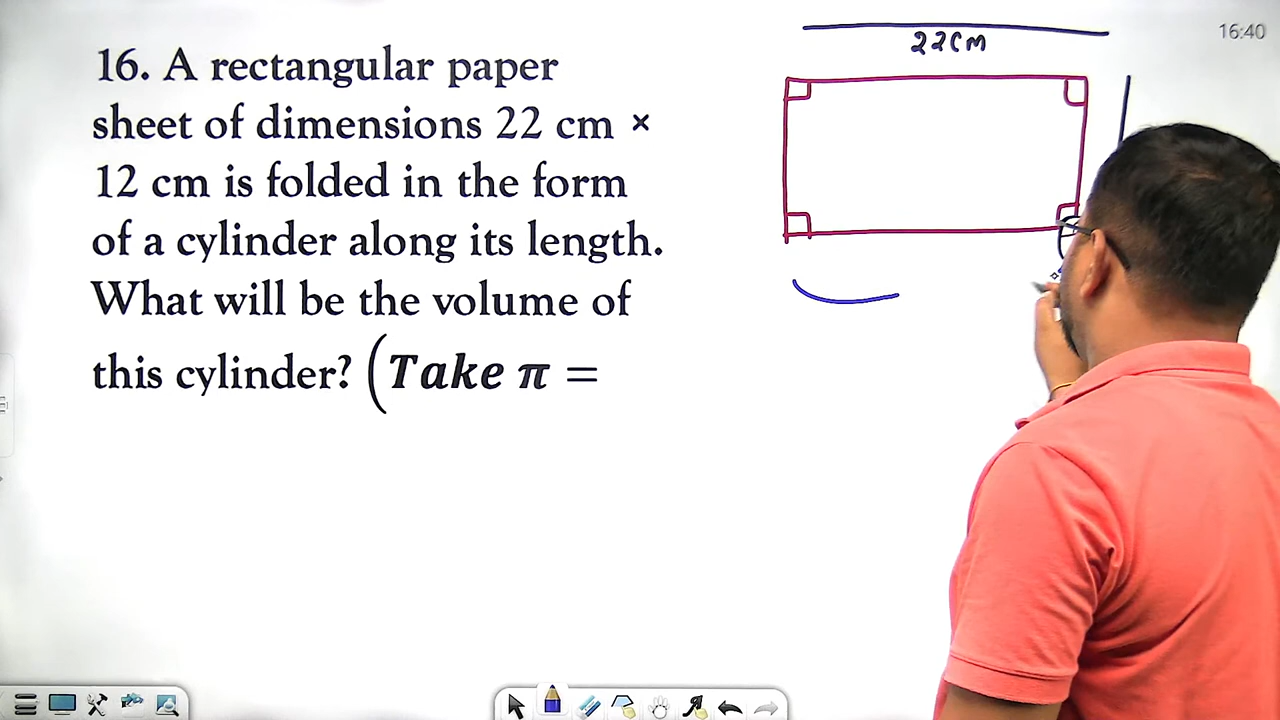 16:40
22cm
16. A rectangular paper
sheet of dimensions 22 cm ×
12 cm is folded in the form
of a cylinder along its length.
What will be the volume of
this cylinder? (Take π =